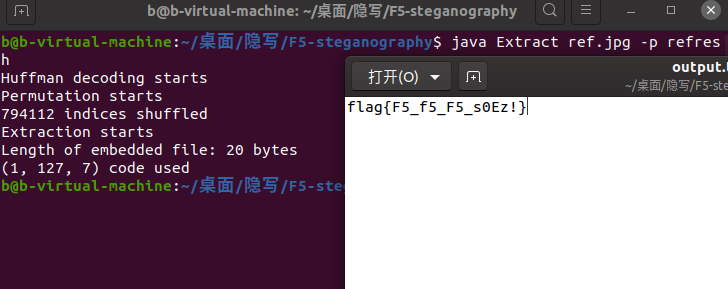 b@b-virtual-machine: ~/桌面/隐写/F5-steganography
b@b-virtual-machine:~/桌面/隐写/F5-steganography$ java Extract ref.jpg -p refres
h
Huffman decoding starts
Permutation starts
794112 indices shuffled
Extraction starts
Length of embedded file: 20 bytes
(1, 127, 7) code used
b@b-virtual-machine:~/桌面/隐写/F5-steg
打开(O)
output.
~/桌面/隐写/F5-ste
flag{F5_f5_F5_s0Ez!}